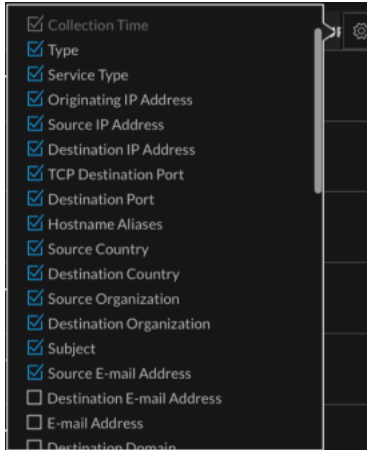 Collection Time
Type
Service Type
Originating IP Address
Source IP Address
Destination IP Address
TCP Destination Port
Destination Port
Hostname Aliases
Source Country
Destination Country
Source Organization
Destination Organization
Subject
Source E-mail Address
Destination E-mail Address
E-mail Address
Destination Domain